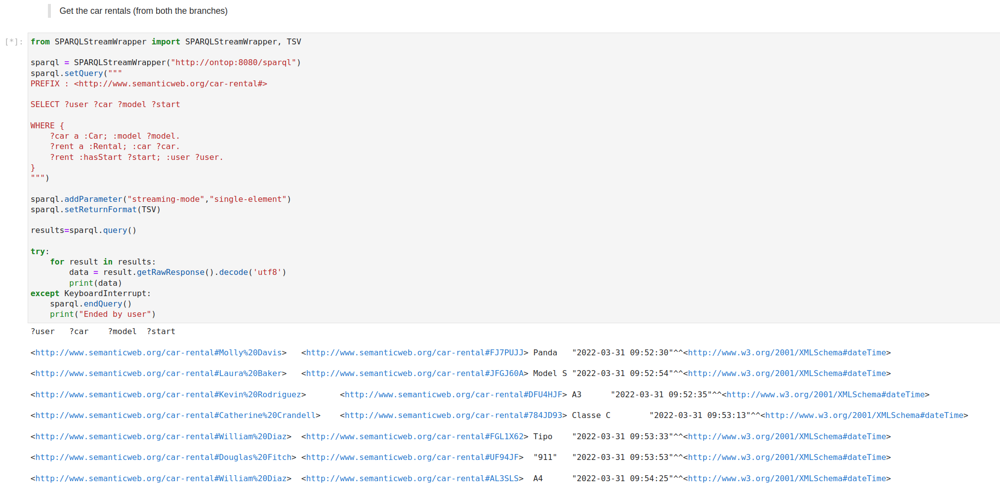 Get the car rentals (from both the branches)
[*]:
from SPARQLStreamWrapper import SPARQLStreamWrapper, TSV
sparql = SPARQLStreamWrapper("http://ontop:8080/sparql")
sparql.setQuery("""
PREFIX : <http://www.semanticweb.org/car-rental#>
SELECT ?user ?car ?model ?start
WHERE {
    ?car a :Car; :model ?model.
    ?rent a :Rental; :car ?car.
    ?rent :hasStart ?start; :user ?user.
}
""")
sparql.addParameter("streaming-mode","single-element")
sparql.setReturnFormat(TSV)
results=sparql.query()
try:
    for result in results:
        data = result.getRawResponse().decode('utf8')
        print(data)
except KeyboardInterrupt:
    sparql.endQuery()
    print("Ended by user")
?user   ?car    ?model  ?start
<http://www.semanticweb.org/car-rental#Molly%20Davis>   <http://www.semanticweb.org/car-rental#FJ7PUJJ> Panda   "2022-03-31 09:52:30"^^<http://www.w3.org/2001/XMLSchema#dateTime>
<http://www.semanticweb.org/car-rental#Laura%20Baker>   <http://www.semanticweb.org/car-rental#JFGJ60A> Model S "2022-03-31 09:52:54"^^<http://www.w3.org/2001/XMLSchema#dateTime>
<http://www.semanticweb.org/car-rental#Kevin%20Rodriguez>       <http://www.semanticweb.org/car-rental#DFU4HJF> A3      "2022-03-31 09:52:35"^^<http://www.w3.org/2001/XMLSchema#dateTime>
<http://www.semanticweb.org/car-rental#Catherine%20Crandell>    <http://www.semanticweb.org/car-rental#784JD93> Classe C        "2022-03-31 09:53:13"^^<http://www.w3.org/2001/XMLSchema#dateTime>
<http://www.semanticweb.org/car-rental#William%20Diaz>  <http://www.semanticweb.org/car-rental#FGL1X62> Tipo    "2022-03-31 09:53:33"^^<http://www.w3.org/2001/XMLSchema#dateTime>
<http://www.semanticweb.org/car-rental#Douglas%20Fitch> <http://www.semanticweb.org/car-rental#UF94JF>  "911"   "2022-03-31 09:53:53"^^<http://www.w3.org/2001/XMLSchema#dateTime>
<http://www.semanticweb.org/car-rental#William%20Diaz>  <http://www.semanticweb.org/car-rental#AL3SLS>  A4      "2022-03-31 09:54:25"^^<http://www.w3.org/2001/XMLSchema#dateTime>